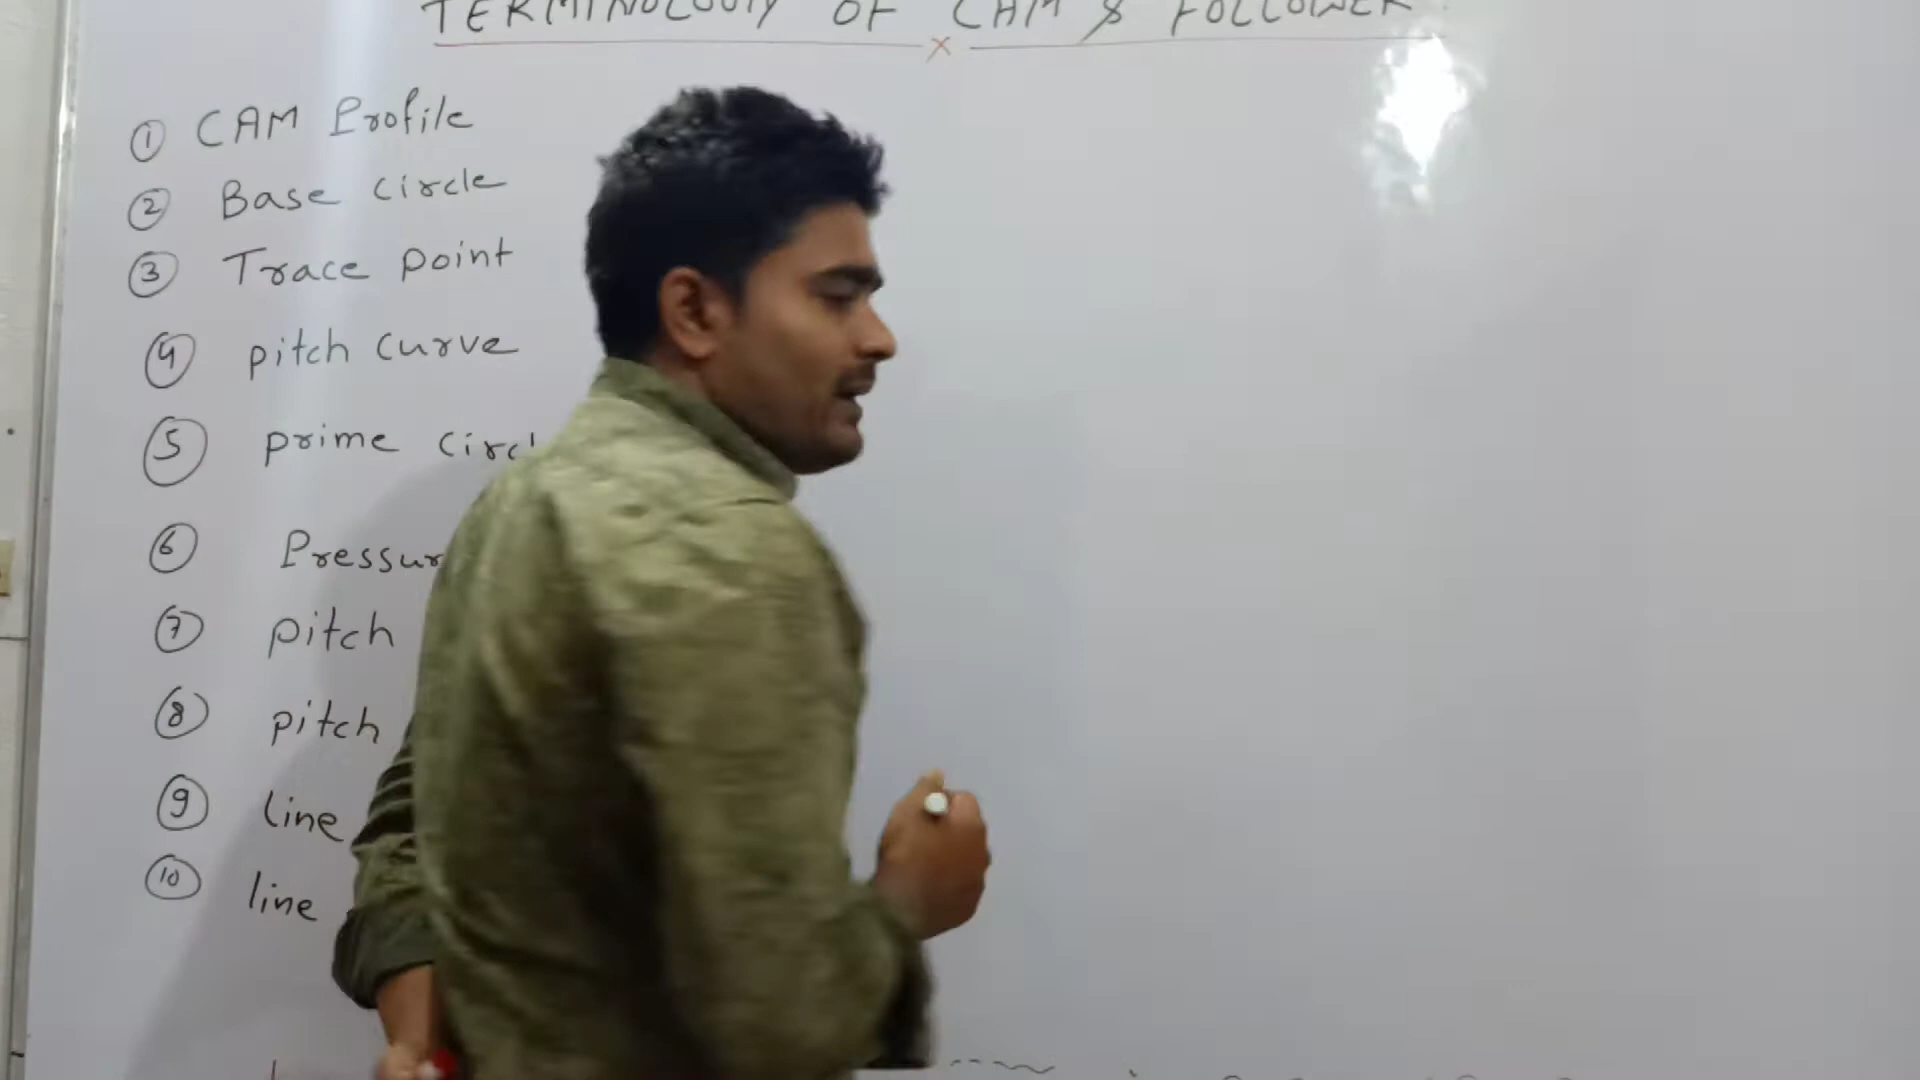 TERMINOLOGY OF CAM & FOLLOWER
① CAM Profile
② Base circle
③ Trace point
④ pitch curve
⑤ prime circl
⑥ Pressur
⑦ pitch
⑧ pitch
⑨ line
⑩ line